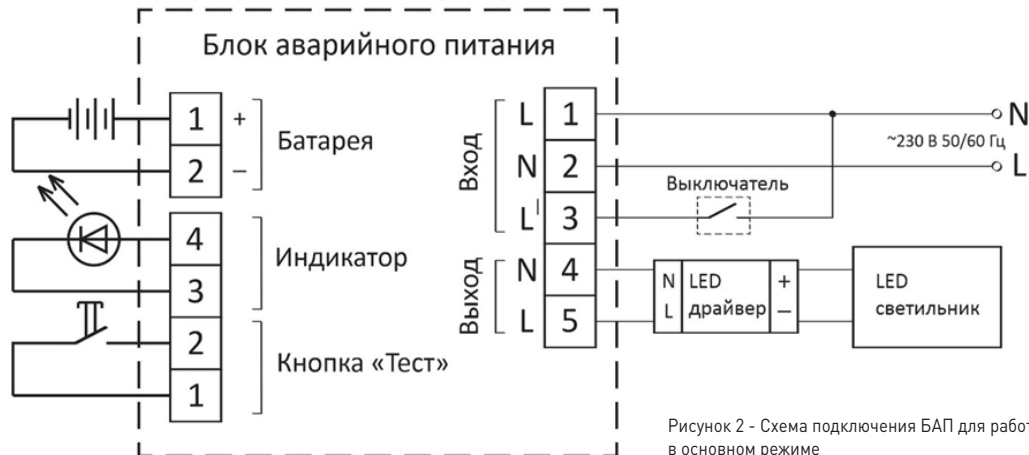 Блок аварийного питания
1 +
2 –
Батарея
4
3
Индикатор
2
1
Кнопка «Тест»
Вход
L 1
N 2
L| 3
Выход
N 4
L 5
Выключатель
N
~230 В 50/60 Гц
L
N LED +
L драйвер –
LED
светильник
Рисунок 2 - Схема подключения БАП для работ
в основном режиме